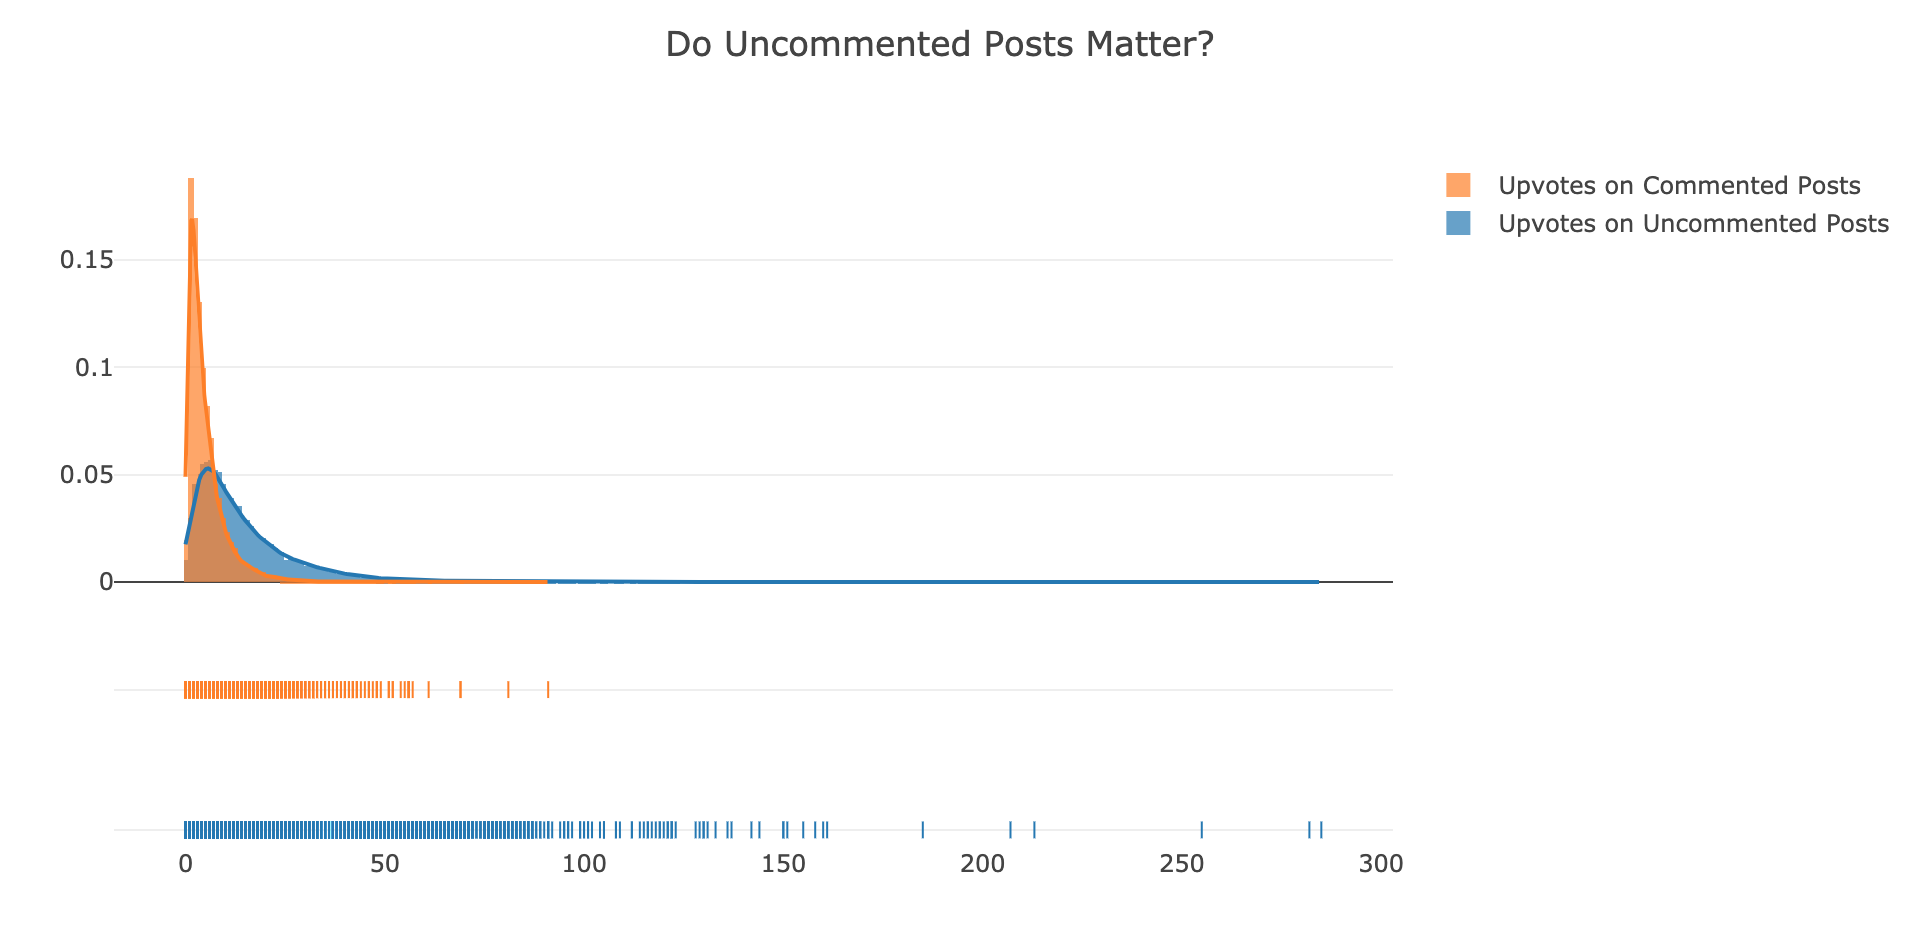 Do Uncommented Posts Matter?
Upvotes on Commented Posts
Upvotes on Uncommented Posts
0.15
0.1
0.05
0
0 50 100 150 200 250 300